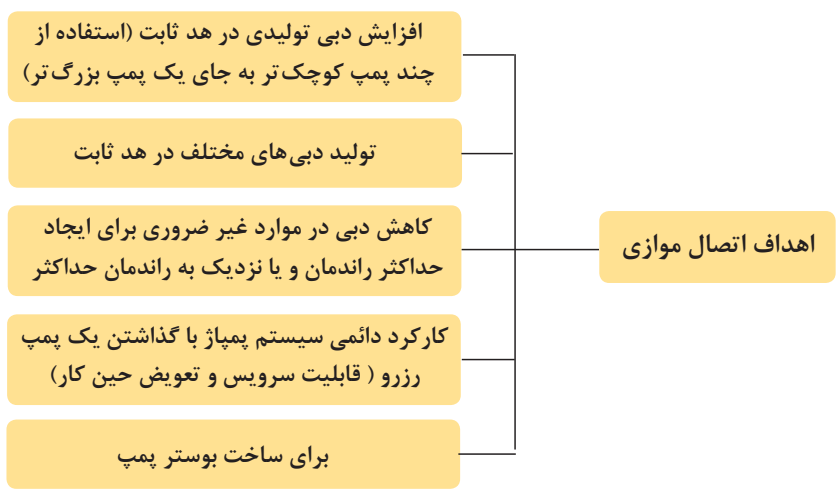 اهداف اتصال موازی
افزایش دبی تولیدی در هد ثابت (استفاده از
چند پمپ کوچک‌تر به جای یک پمپ بزرگ‌تر)
تولید دبی‌های مختلف در هد ثابت
کاهش دبی در موارد غیر ضروری برای ایجاد
حداکثر راندمان و یا نزدیک به راندمان حداکثر
کارکرد دائمی سیستم پمپاژ با گذاشتن یک پمپ
رزرو ( قابلیت سرویس و تعویض حین کار)
برای ساخت بوستر پمپ